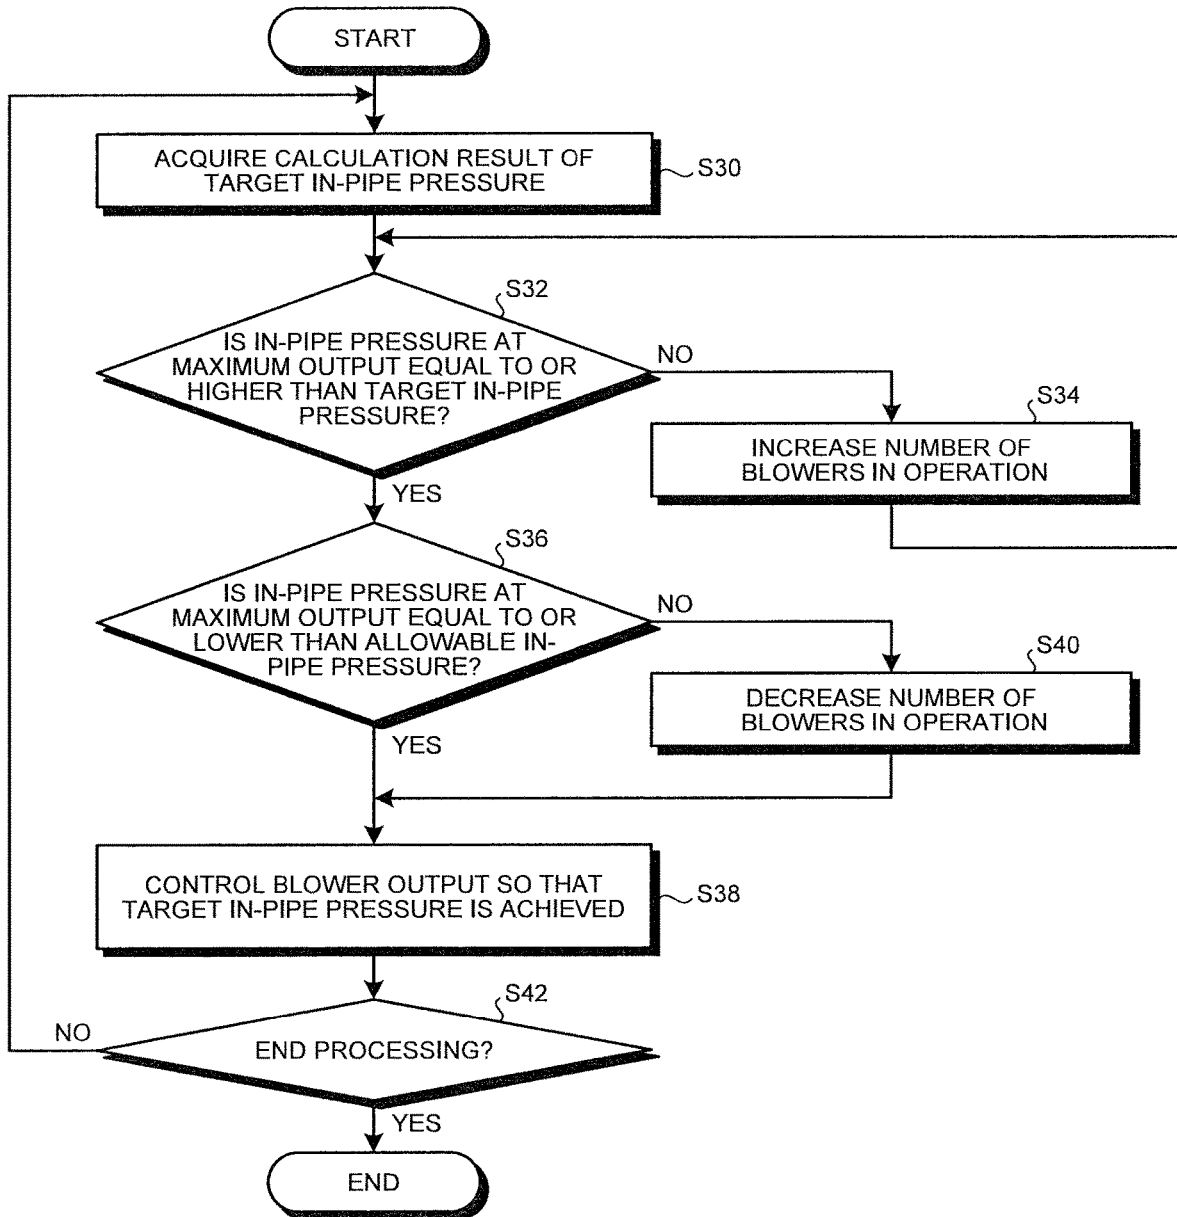 START
ACQUIRE CALCULATION RESULT OF
TARGET IN-PIPE PRESSURE
S30
S32
IS IN-PIPE PRESSURE AT
MAXIMUM OUTPUT EQUAL TO OR
HIGHER THAN TARGET IN-PIPE
PRESSURE?
NO
S34
INCREASE NUMBER OF
BLOWERS IN OPERATION
YES
S36
IS IN-PIPE PRESSURE AT
MAXIMUM OUTPUT EQUAL TO OR
LOWER THAN ALLOWABLE IN-
PIPE PRESSURE?
NO
S40
DECREASE NUMBER OF
BLOWERS IN OPERATION
YES
CONTROL BLOWER OUTPUT SO THAT
TARGET IN-PIPE PRESSURE IS ACHIEVED
S38
S42
NO
END PROCESSING?
YES
END